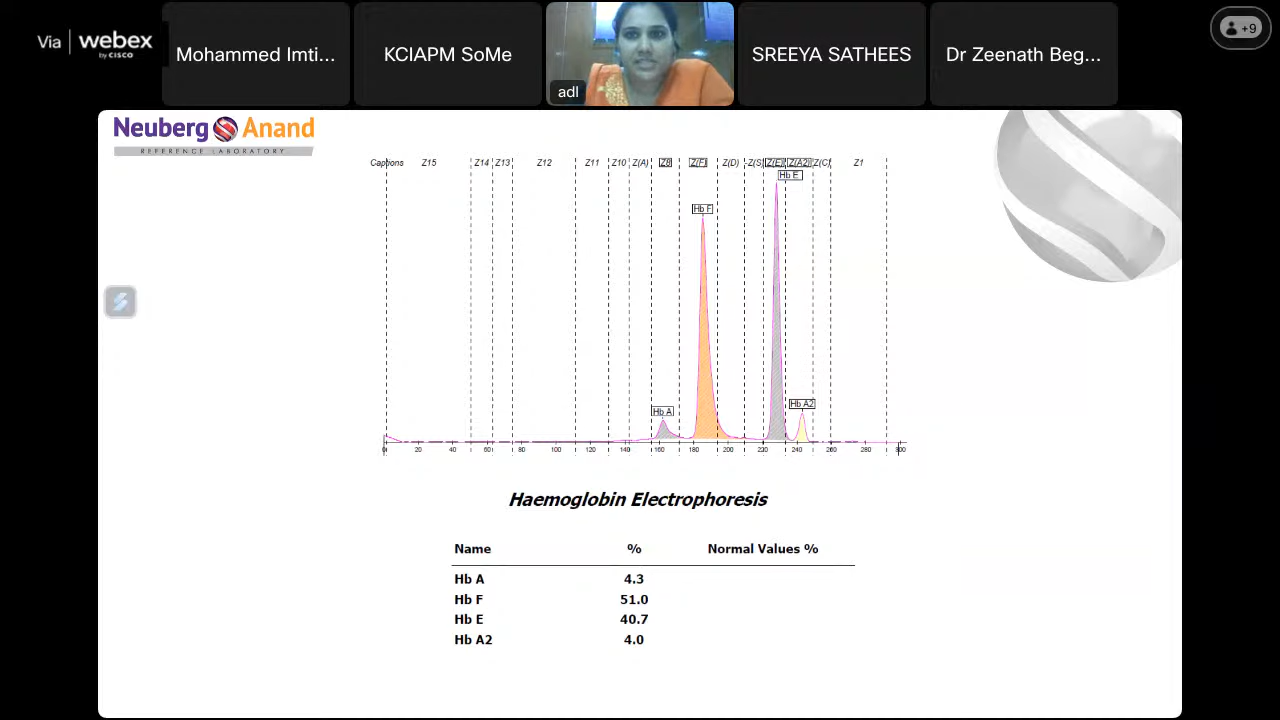 Via webex
by CISCO
Mohammed Imti...
KCIAPM SoMe
adl
SREEYA SATHEES
Dr Zeenath Beg...
+9
Neuberg Anand
REFERENCE LABORATORY
Captions Z15 Z14 Z13 Z12 Z11 Z10 Z(A) Z8 Z(F) Z(D) Z(S) Z(E) Z(A2) Z(C) Z1
Hb E
Hb F
Hb A2
Hb A
0 20 40 60 80 100 120 140 160 180 200 220 240 260 280 300
Haemoglobin Electrophoresis
Name % Normal Values %
Hb A 4.3
Hb F 51.0
Hb E 40.7
Hb A2 4.0